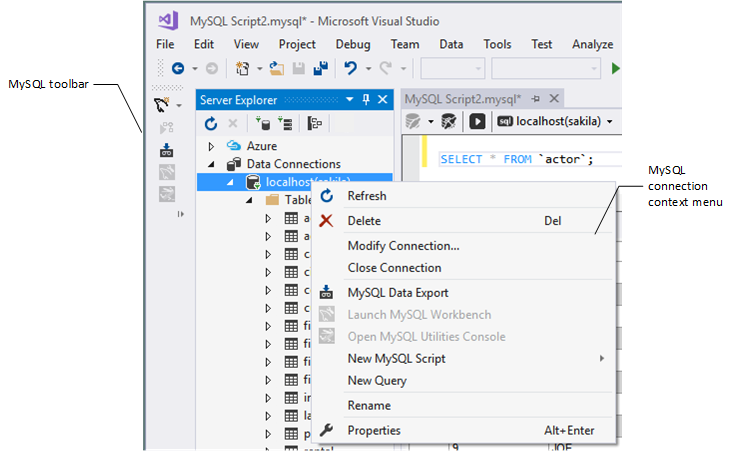 MySQL Script2.mysql* - Microsoft Visual Studio
File Edit View Project Debug Team Data Tools Test Analyze
MySQL toolbar
Server Explorer
MySQL Script2.mysql*
sql localhost(sakila)
Azure
Data Connections
SELECT * FROM `actor`;
localhost(sakila)
MySQL
connection
context menu
Refresh
Delete Del
Modify Connection...
Close Connection
MySQL Data Export
Launch MySQL Workbench
Open MySQL Utilities Console
New MySQL Script
New Query
Rename
Properties Alt+Enter